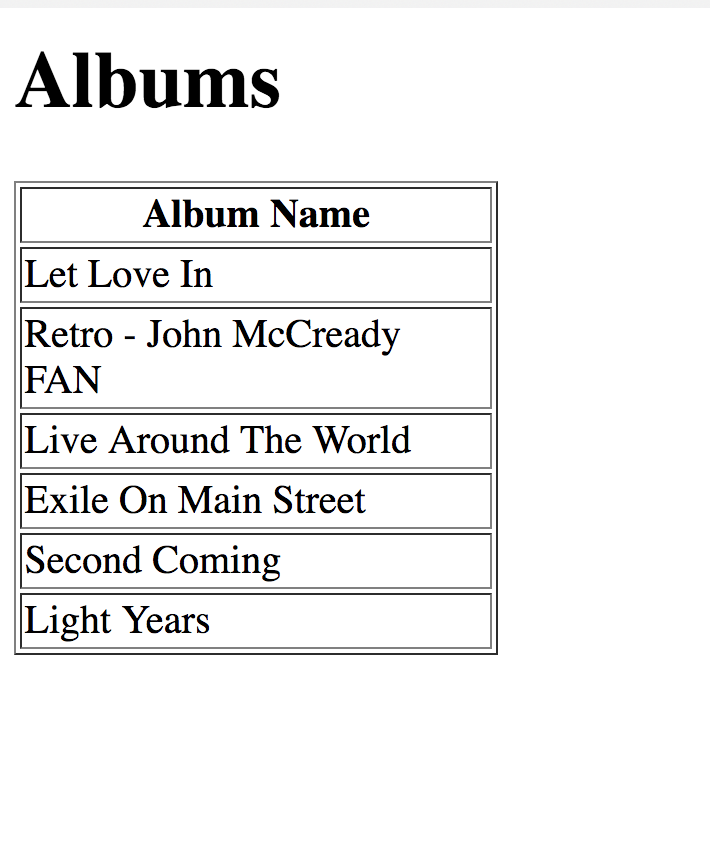 Albums
Album Name
Let Love In
Retro - John McCready
FAN
Live Around The World
Exile On Main Street
Second Coming
Light Years